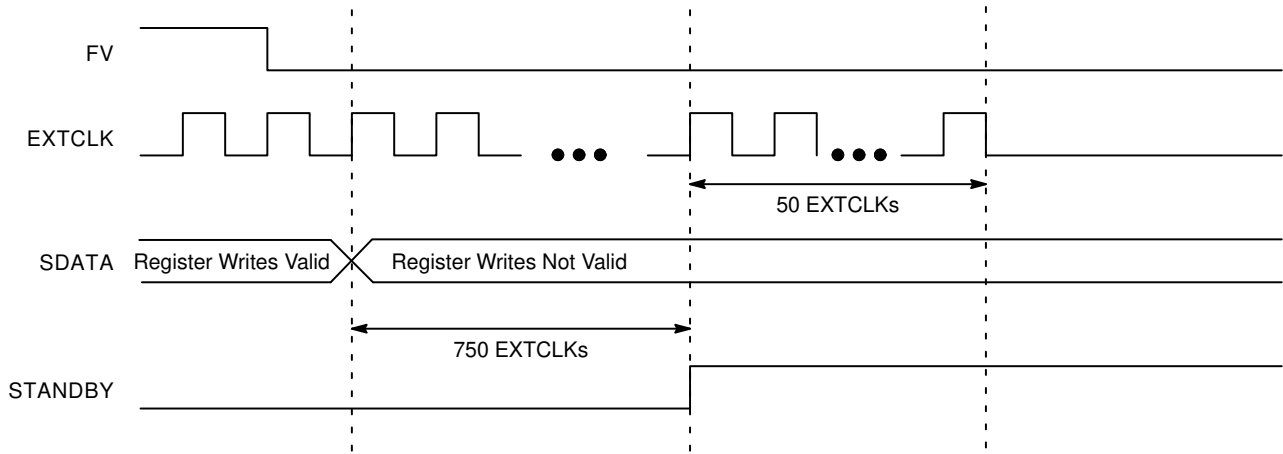 FV
EXTCLK
50 EXTCLKs
SDATA Register Writes Valid Register Writes Not Valid
750 EXTCLKs
STANDBY